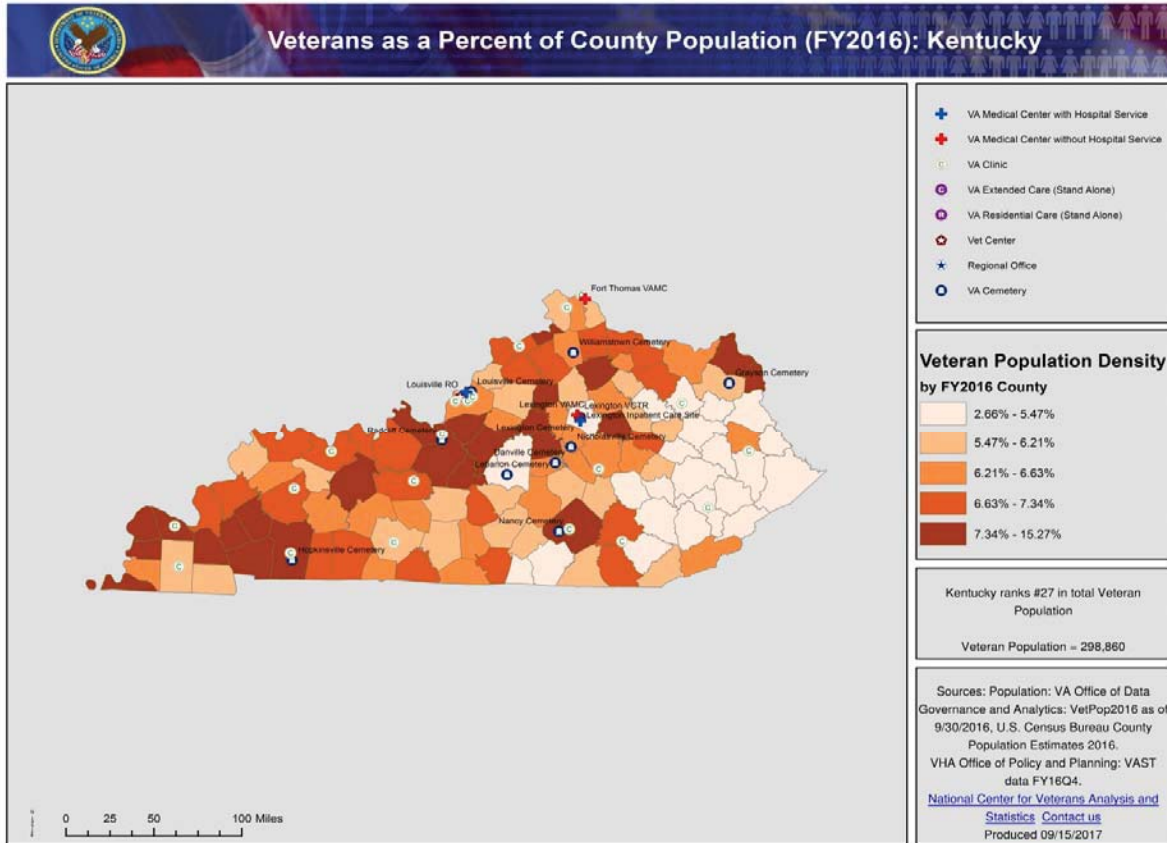 Veterans as a Percent of County Population (FY2016): Kentucky
VA Medical Center with Hospital Service
VA Medical Center without Hospital Service
C VA Clinic
C VA Extended Care (Stand Alone)
R VA Residential Care (Stand Alone)
Vet Center
Regional Office
VA Cemetery
Fort Thomas VAMC
Williamstown Cemetery
Grayson Cemetery
Louisville RO
Louisville Cemetery
Lexington VAMC
Lexington VCTR
Lexington Inpatient Care Site
Lexington Cemetery
Radcliff Cemetery
Nicholasville Cemetery
Danville Cemetery
Lebanon Cemetery
Nancy Cemetery
Hopkinsville Cemetery
Veteran Population Density
by FY2016 County
2.66% - 5.47%
5.47% - 6.21%
6.21% - 6.63%
6.63% - 7.34%
7.34% - 15.27%
Kentucky ranks #27 in total Veteran
Population
Veteran Population = 298,860
Sources: Population: VA Office of Data
Governance and Analytics: VetPop2016 as of
9/30/2016, U.S. Census Bureau County
Population Estimates 2016.
VHA Office of Policy and Planning: VAST
data FY16Q4.
National Center for Veterans Analysis and
Statistics Contact us
Produced 09/15/2017
0 25 50 100 Miles